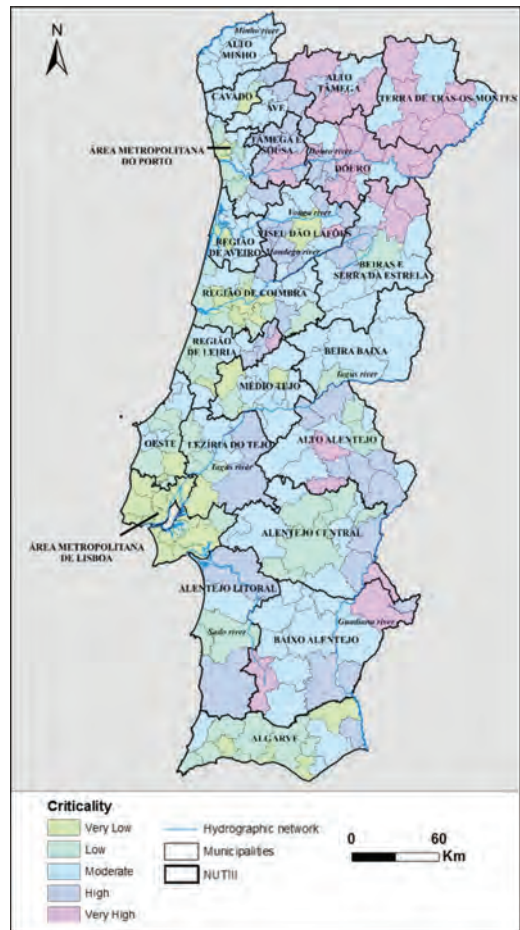 Minho river
N
ALTO
MINHO
ALTO
TÂMEGA
TERRA DE TRAS-OS-MONTES
CAVADO
AVE
ÁREA METROPOLITANA
DO PORTO
TÂMEGA E
SOUSA
Douro river
DOURO
Vouga river
VISEU DÃO LAFÕES
REGIÃO
DE AVEIRO
Mondego river
BEIRAS E
SERRA DA ESTRELA
REGIÃO DE COIMBRA
REGIÃO
DE LEIRIA
BEIRA BAIXA
Tagus river
MÉDIO TEJO
OESTE
LEZÍRIA DO TEJO
ALTO ALENTEJO
Tagus river
ÁREA METROPOLITANA
DE LISBOA
ALENTEJO CENTRAL
ALENTEJO LITORAL
Sado river
Guadiana river
BAIXO ALENTEJO
ALGARVE
Criticality
Very Low
Low
Moderate
High
Very High
Hydrographic network
Municipalities
NUTIII
0 60
Km